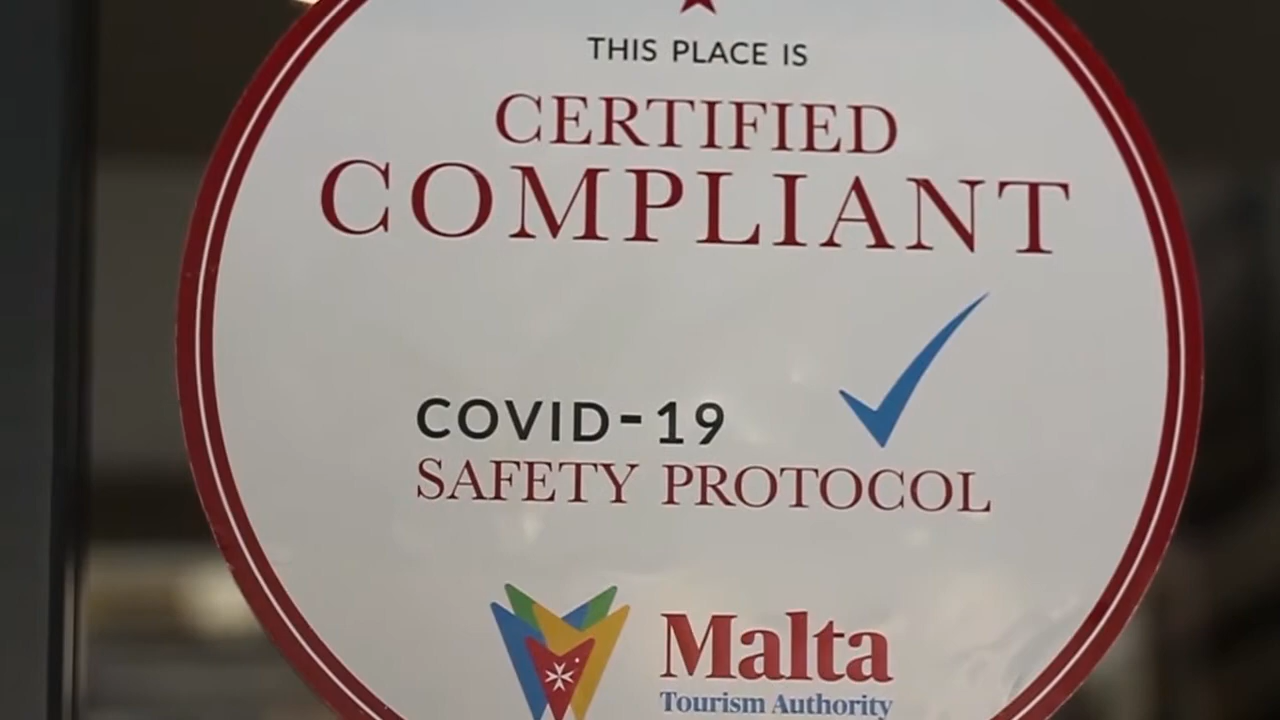 THIS PLACE IS
CERTIFIED
COMPLIANT
COVID-19
SAFETY PROTOCOL
Malta
Tourism Authority